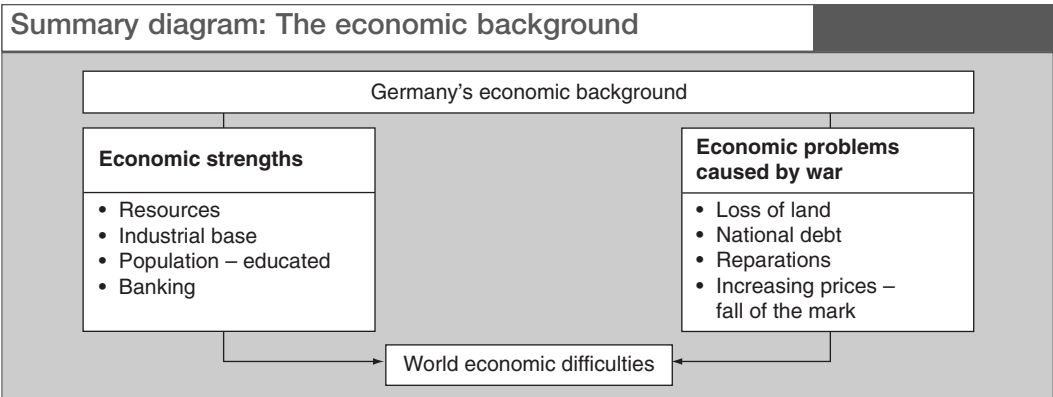 Summary diagram: The economic background
Germany's economic background
Economic strengths
• Resources
• Industrial base
• Population – educated
• Banking
Economic problems
caused by war
• Loss of land
• National debt
• Reparations
• Increasing prices –
fall of the mark
World economic difficulties